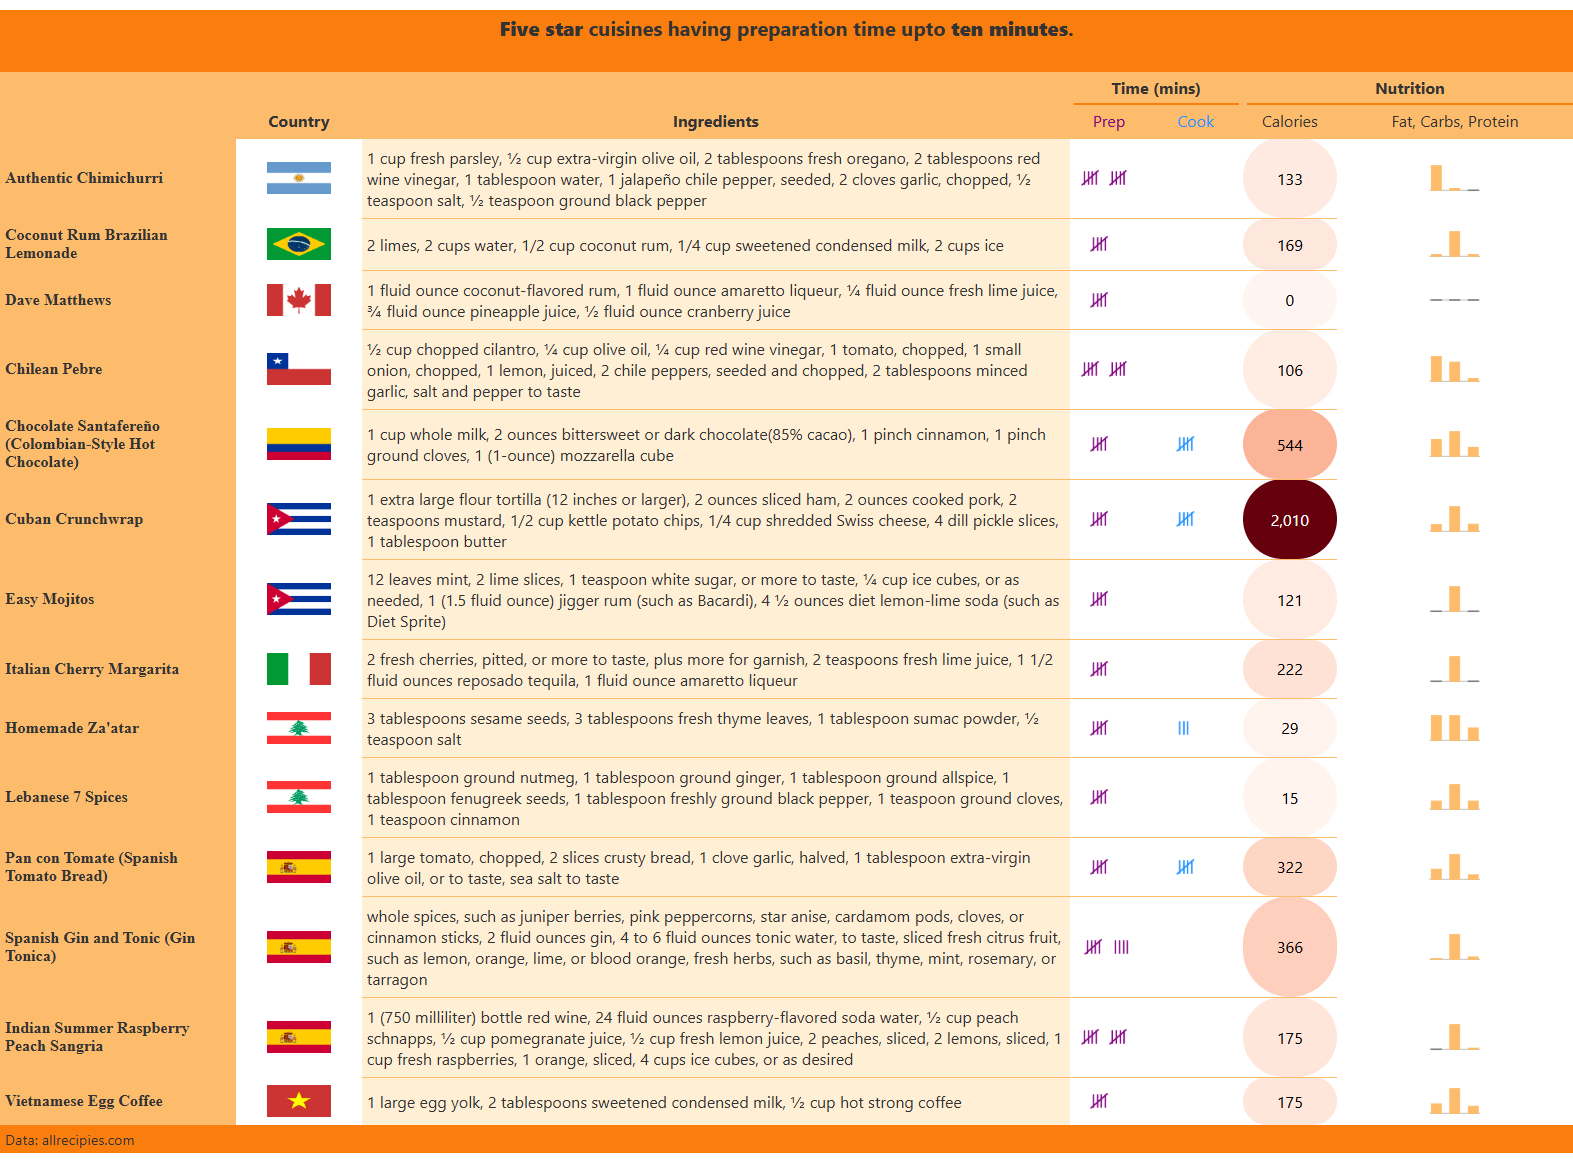 Five star cuisines having preparation time upto ten minutes.
Time (mins)
Nutrition
Country
Ingredients
Prep
Cook
Calories
Fat, Carbs, Protein
Authentic Chimichurri
1 cup fresh parsley, ½ cup extra-virgin olive oil, 2 tablespoons fresh oregano, 2 tablespoons red
wine vinegar, 1 tablespoon water, 1 jalapeño chile pepper, seeded, 2 cloves garlic, chopped, ½
teaspoon salt, ½ teaspoon ground black pepper
133
Coconut Rum Brazilian
Lemonade
2 limes, 2 cups water, 1/2 cup coconut rum, 1/4 cup sweetened condensed milk, 2 cups ice
169
Dave Matthews
1 fluid ounce coconut-flavored rum, 1 fluid ounce amaretto liqueur, ¼ fluid ounce fresh lime juice,
¾ fluid ounce pineapple juice, ½ fluid ounce cranberry juice
0
Chilean Pebre
½ cup chopped cilantro, ¼ cup olive oil, ¼ cup red wine vinegar, 1 tomato, chopped, 1 small
onion, chopped, 1 lemon, juiced, 2 chile peppers, seeded and chopped, 2 tablespoons minced
garlic, salt and pepper to taste
106
Chocolate Santafereño
(Colombian-Style Hot
Chocolate)
1 cup whole milk, 2 ounces bittersweet or dark chocolate(85% cacao), 1 pinch cinnamon, 1 pinch
ground cloves, 1 (1-ounce) mozzarella cube
544
Cuban Crunchwrap
1 extra large flour tortilla (12 inches or larger), 2 ounces sliced ham, 2 ounces cooked pork, 2
teaspoons mustard, 1/2 cup kettle potato chips, 1/4 cup shredded Swiss cheese, 4 dill pickle slices,
1 tablespoon butter
2,010
Easy Mojitos
12 leaves mint, 2 lime slices, 1 teaspoon white sugar, or more to taste, ¼ cup ice cubes, or as
needed, 1 (1.5 fluid ounce) jigger rum (such as Bacardi), 4 ½ ounces diet lemon-lime soda (such as
Diet Sprite)
121
Italian Cherry Margarita
2 fresh cherries, pitted, or more to taste, plus more for garnish, 2 teaspoons fresh lime juice, 1 1/2
fluid ounces reposado tequila, 1 fluid ounce amaretto liqueur
222
Homemade Za'atar
3 tablespoons sesame seeds, 3 tablespoons fresh thyme leaves, 1 tablespoon sumac powder, ½
teaspoon salt
29
Lebanese 7 Spices
1 tablespoon ground nutmeg, 1 tablespoon ground ginger, 1 tablespoon ground allspice, 1
tablespoon fenugreek seeds, 1 tablespoon freshly ground black pepper, 1 teaspoon ground cloves,
1 teaspoon cinnamon
15
Pan con Tomate (Spanish
Tomato Bread)
1 large tomato, chopped, 2 slices crusty bread, 1 clove garlic, halved, 1 tablespoon extra-virgin
olive oil, or to taste, sea salt to taste
322
Spanish Gin and Tonic (Gin
Tonica)
whole spices, such as juniper berries, pink peppercorns, star anise, cardamom pods, cloves, or
cinnamon sticks, 2 fluid ounces gin, 4 to 6 fluid ounces tonic water, to taste, sliced fresh citrus fruit,
such as lemon, orange, lime, or blood orange, fresh herbs, such as basil, thyme, mint, rosemary, or
tarragon
366
Indian Summer Raspberry
Peach Sangria
1 (750 milliliter) bottle red wine, 24 fluid ounces raspberry-flavored soda water, ½ cup peach
schnapps, ½ cup pomegranate juice, ½ cup fresh lemon juice, 2 peaches, sliced, 2 lemons, sliced, 1
cup fresh raspberries, 1 orange, sliced, 4 cups ice cubes, or as desired
175
Vietnamese Egg Coffee
1 large egg yolk, 2 tablespoons sweetened condensed milk, ½ cup hot strong coffee
175
Data: allrecipies.com